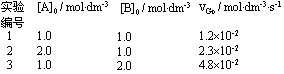 实验 [A]₀ / mol·dm⁻³ [B]₀ / mol·dm⁻³ v₍₀₎ / mol·dm⁻³·s⁻¹
编号
1 1.0 1.0 1.2×10⁻²
2 2.0 1.0 2.3×10⁻²
3 1.0 2.0 4.8×10⁻²